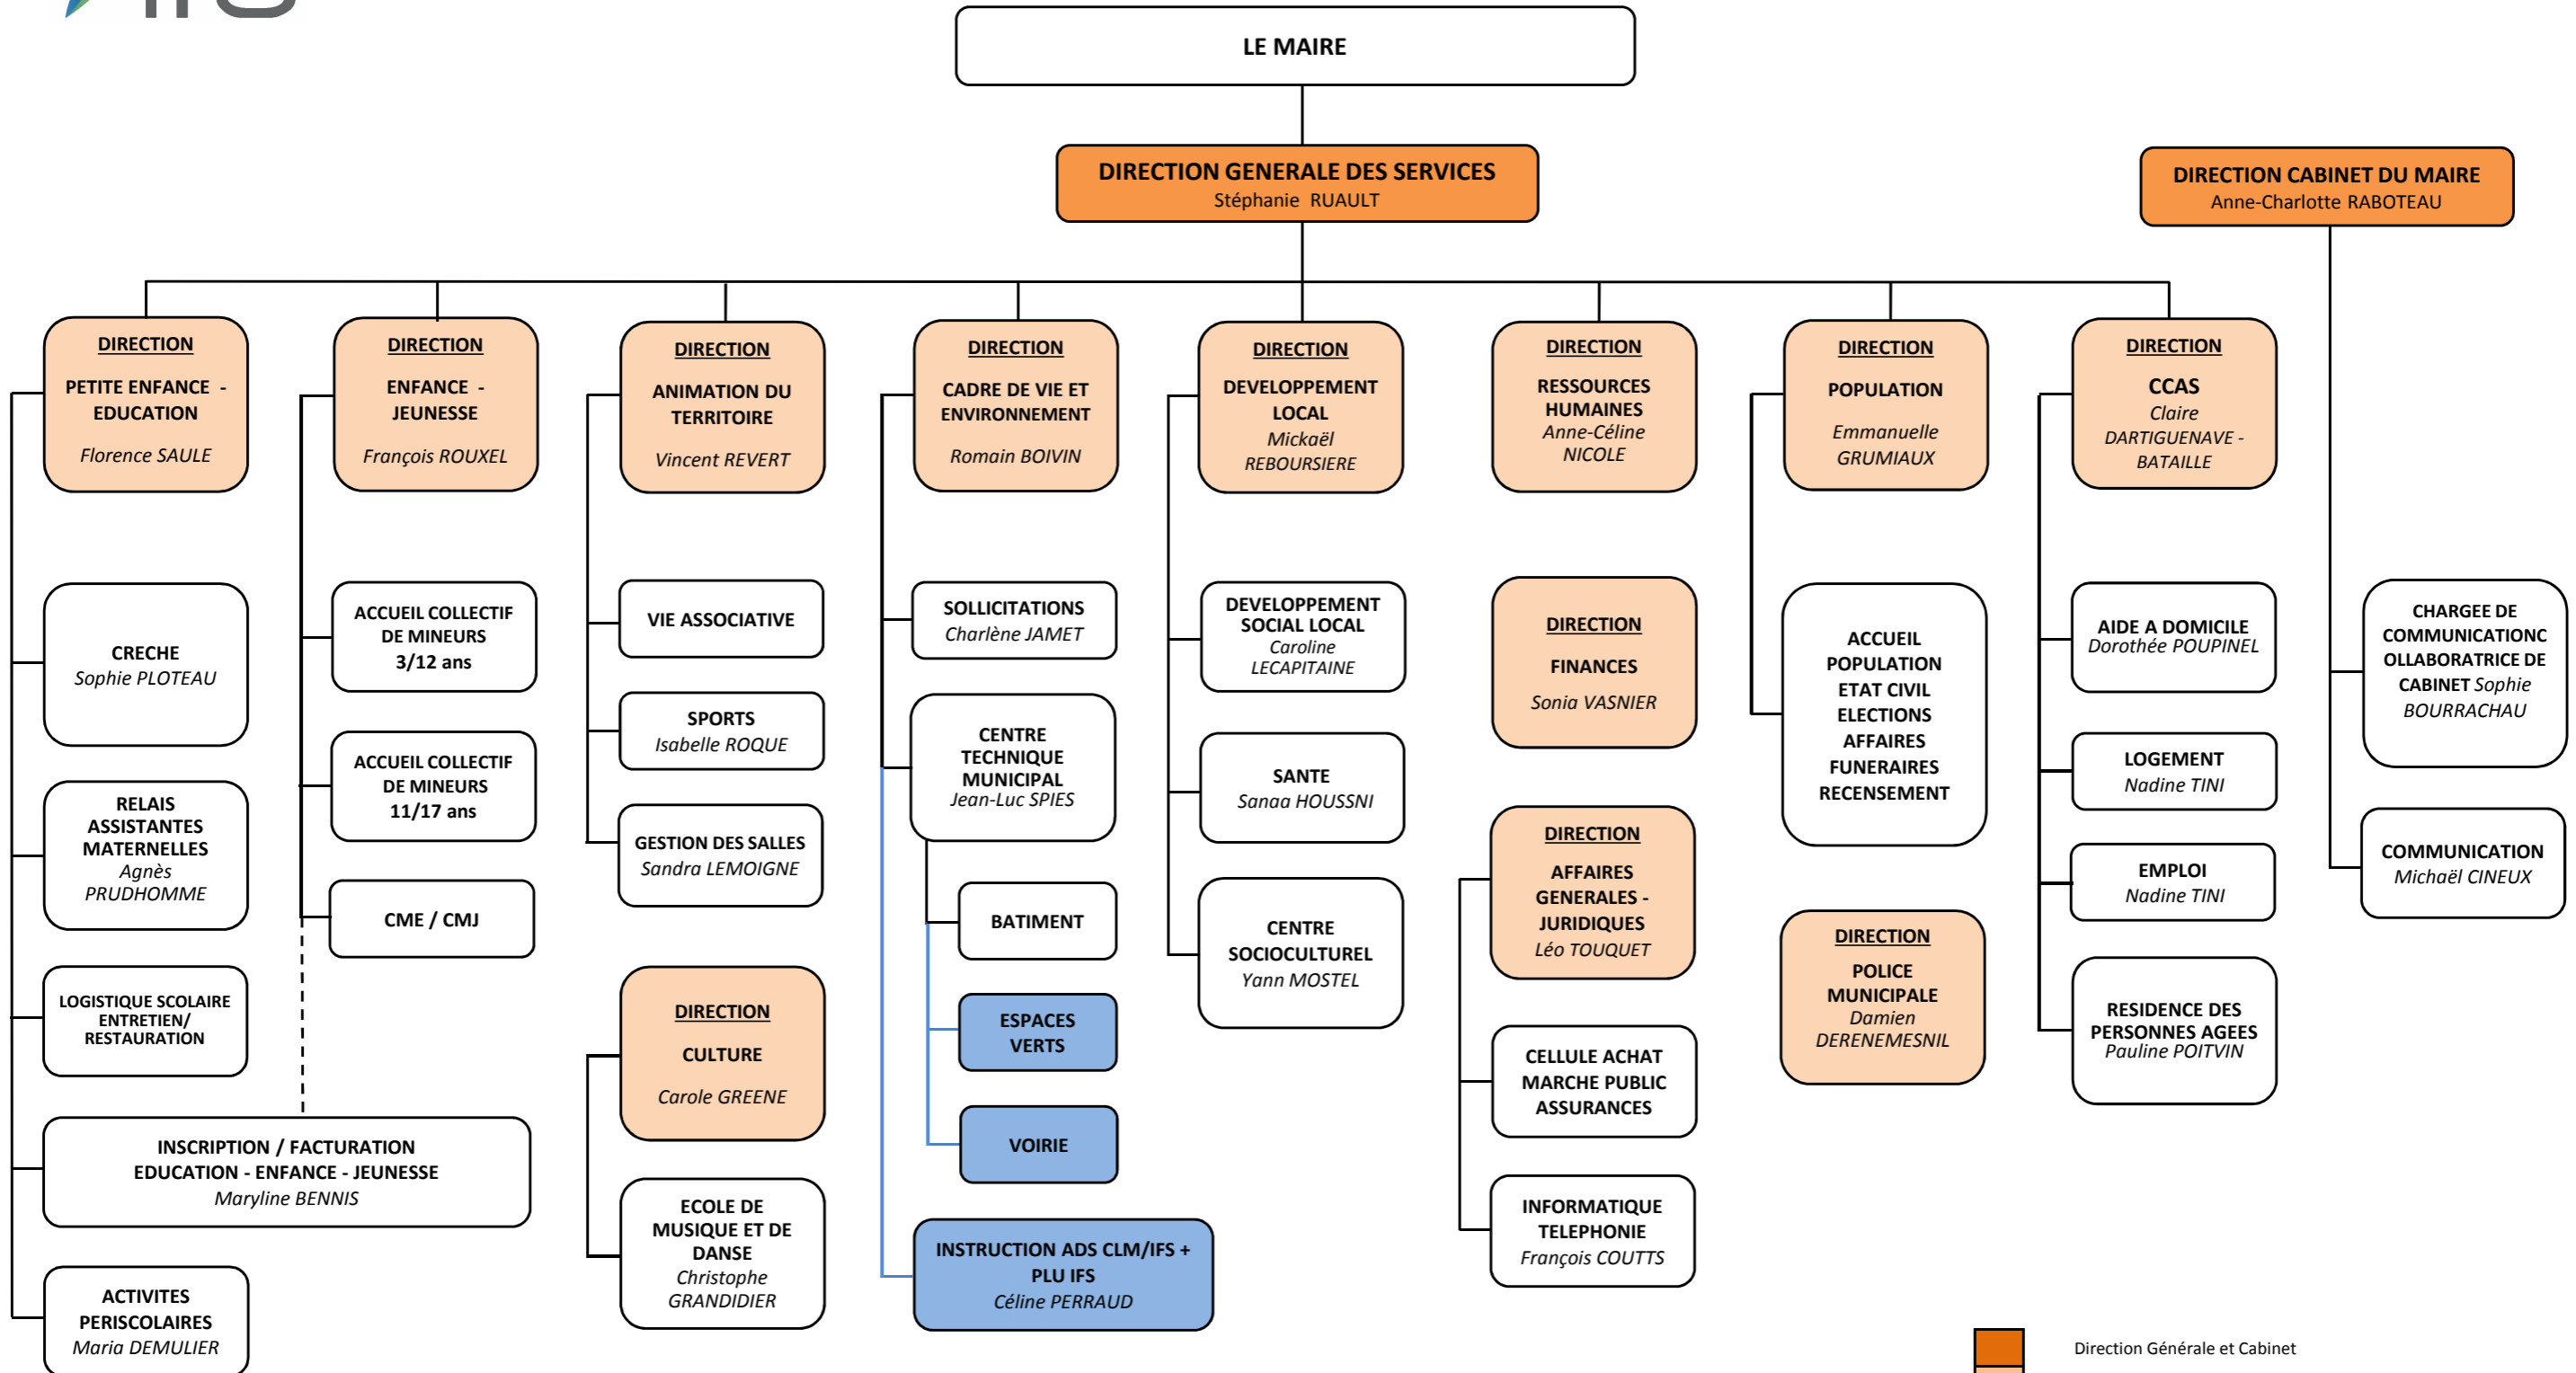 LE MAIRE
DIRECTION GENERALE DES SERVICES
Stéphanie RUAULT
DIRECTION CABINET DU MAIRE
Anne-Charlotte RABOTEAU
DIRECTION
PETITE ENFANCE -
EDUCATION
Florence SAULE
DIRECTION
ENFANCE -
JEUNESSE
François ROUXEL
DIRECTION
ANIMATION DU
TERRITOIRE
Vincent REVERT
DIRECTION
CADRE DE VIE ET
ENVIRONNEMENT
Romain BOIVIN
DIRECTION
DEVELOPPEMENT
LOCAL
Mickaël
REBOURSIERE
DIRECTION
RESSOURCES
HUMAINES
Anne-Céline
NICOLE
DIRECTION
POPULATION
Emmanuelle
GRUMIAUX
DIRECTION
CCAS
Claire
DARTIGUENAVE -
BATAILLE
CRECHE
Sophie PLOTEAU
RELAIS
ASSISTANTES
MATERNELLES
Agnès
PRUDHOMME
LOGISTIQUE SCOLAIRE
ENTRETIEN/
RESTAURATION
INSCRIPTION / FACTURATION
EDUCATION - ENFANCE - JEUNESSE
Maryline BENNIS
ACTIVITES
PERISCOLAIRES
Maria DEMULIER
ACCUEIL COLLECTIF
DE MINEURS
3/12 ans
ACCUEIL COLLECTIF
DE MINEURS
11/17 ans
CME / CMJ
VIE ASSOCIATIVE
SPORTS
Isabelle ROQUE
GESTION DES SALLES
Sandra LEMOIGNE
DIRECTION
CULTURE
Carole GREENE
ECOLE DE
MUSIQUE ET DE
DANSE
Christophe
GRANDIDIER
SOLLICITATIONS
Charlène JAMET
CENTRE
TECHNIQUE
MUNICIPAL
Jean-Luc SPIES
BATIMENT
ESPACES
VERTS
VOIRIE
INSTRUCTION ADS CLM/IFS +
PLU IFS
Céline PERRAUD
DEVELOPPEMENT
SOCIAL LOCAL
Caroline
LECAPITAINE
SANTE
Sanaa HOUSSNI
CENTRE
SOCIOCULTUREL
Yann MOSTEL
DIRECTION
FINANCES
Sonia VASNIER
DIRECTION
AFFAIRES
GENERALES -
JURIDIQUES
Léo TOUQUET
CELLULE ACHAT
MARCHE PUBLIC
ASSURANCES
INFORMATIQUE
TELEPHONIE
François COUTTS
ACCUEIL
POPULATION
ETAT CIVIL
ELECTIONS
AFFAIRES
FUNERAIRES
RECENSEMENT
DIRECTION
POLICE
MUNICIPALE
Damien
DERENEMESNIL
AIDE A DOMICILE
Dorothée POUPINEL
LOGEMENT
Nadine TINI
EMPLOI
Nadine TINI
RESIDENCE DES
PERSONNES AGEES
Pauline POITVIN
CHARGEE DE
COMMUNICATIONC
OLLABORATRICE DE
CABINET Sophie
BOURRACHAU
COMMUNICATION
Michaël CINEUX
Direction Générale et Cabinet